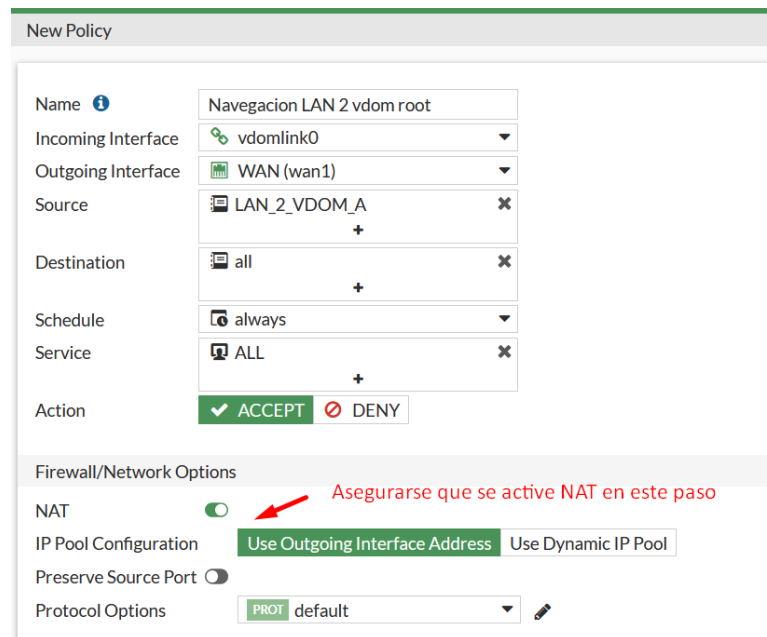 New Policy
Name
Navegacion LAN 2 vdom root
Incoming Interface
vdomlink0
Outgoing Interface
WAN (wan1)
Source
LAN_2_VDOM_A
+
Destination
all
+
Schedule
always
Service
ALL
+
Action
ACCEPT DENY
Firewall/Network Options
Asegurarse que se active NAT en este paso
NAT
IP Pool Configuration
Use Outgoing Interface Address Use Dynamic IP Pool
Preserve Source Port
Protocol Options
PROT default